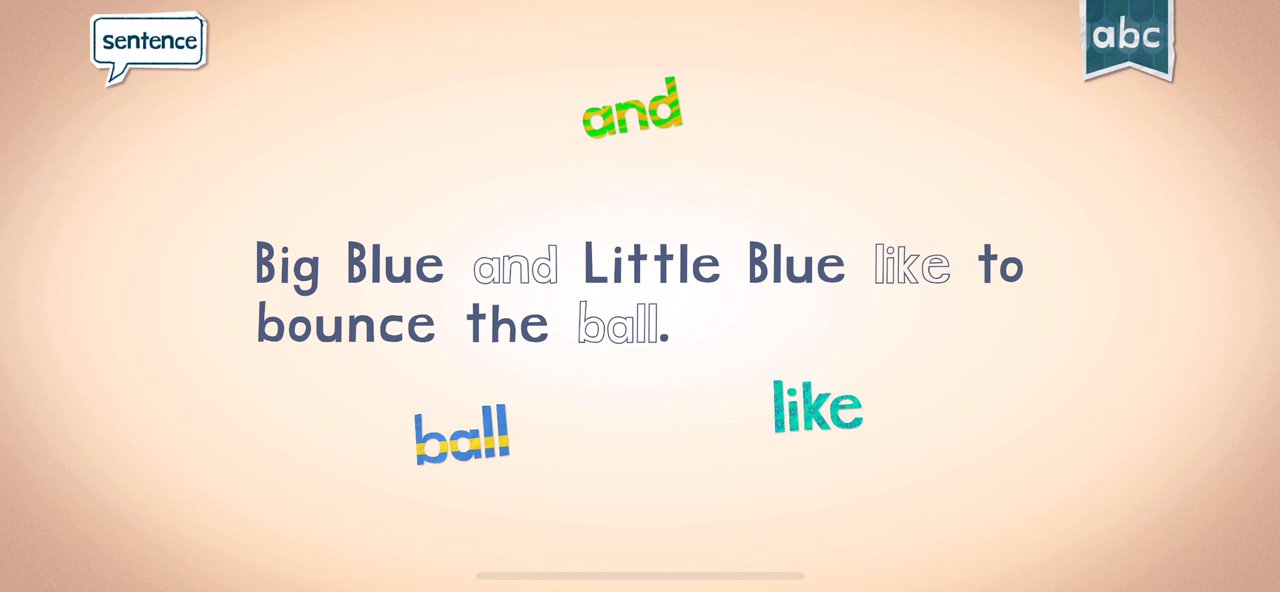 sentence
abc
and
Big Blue and Little Blue like to
bounce the ball.
like
ball